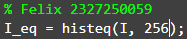 % Felix 2327250059
I_eq = histeq(I, 256);